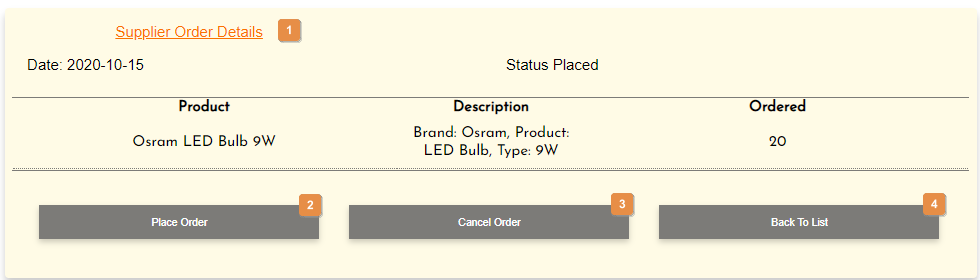 Supplier Order Details 1
Date: 2020-10-15 Status Placed
Product Description Ordered
Osram LED Bulb 9W Brand: Osram, Product: 20
LED Bulb, Type: 9W
2 3 4
Place Order Cancel Order Back To List